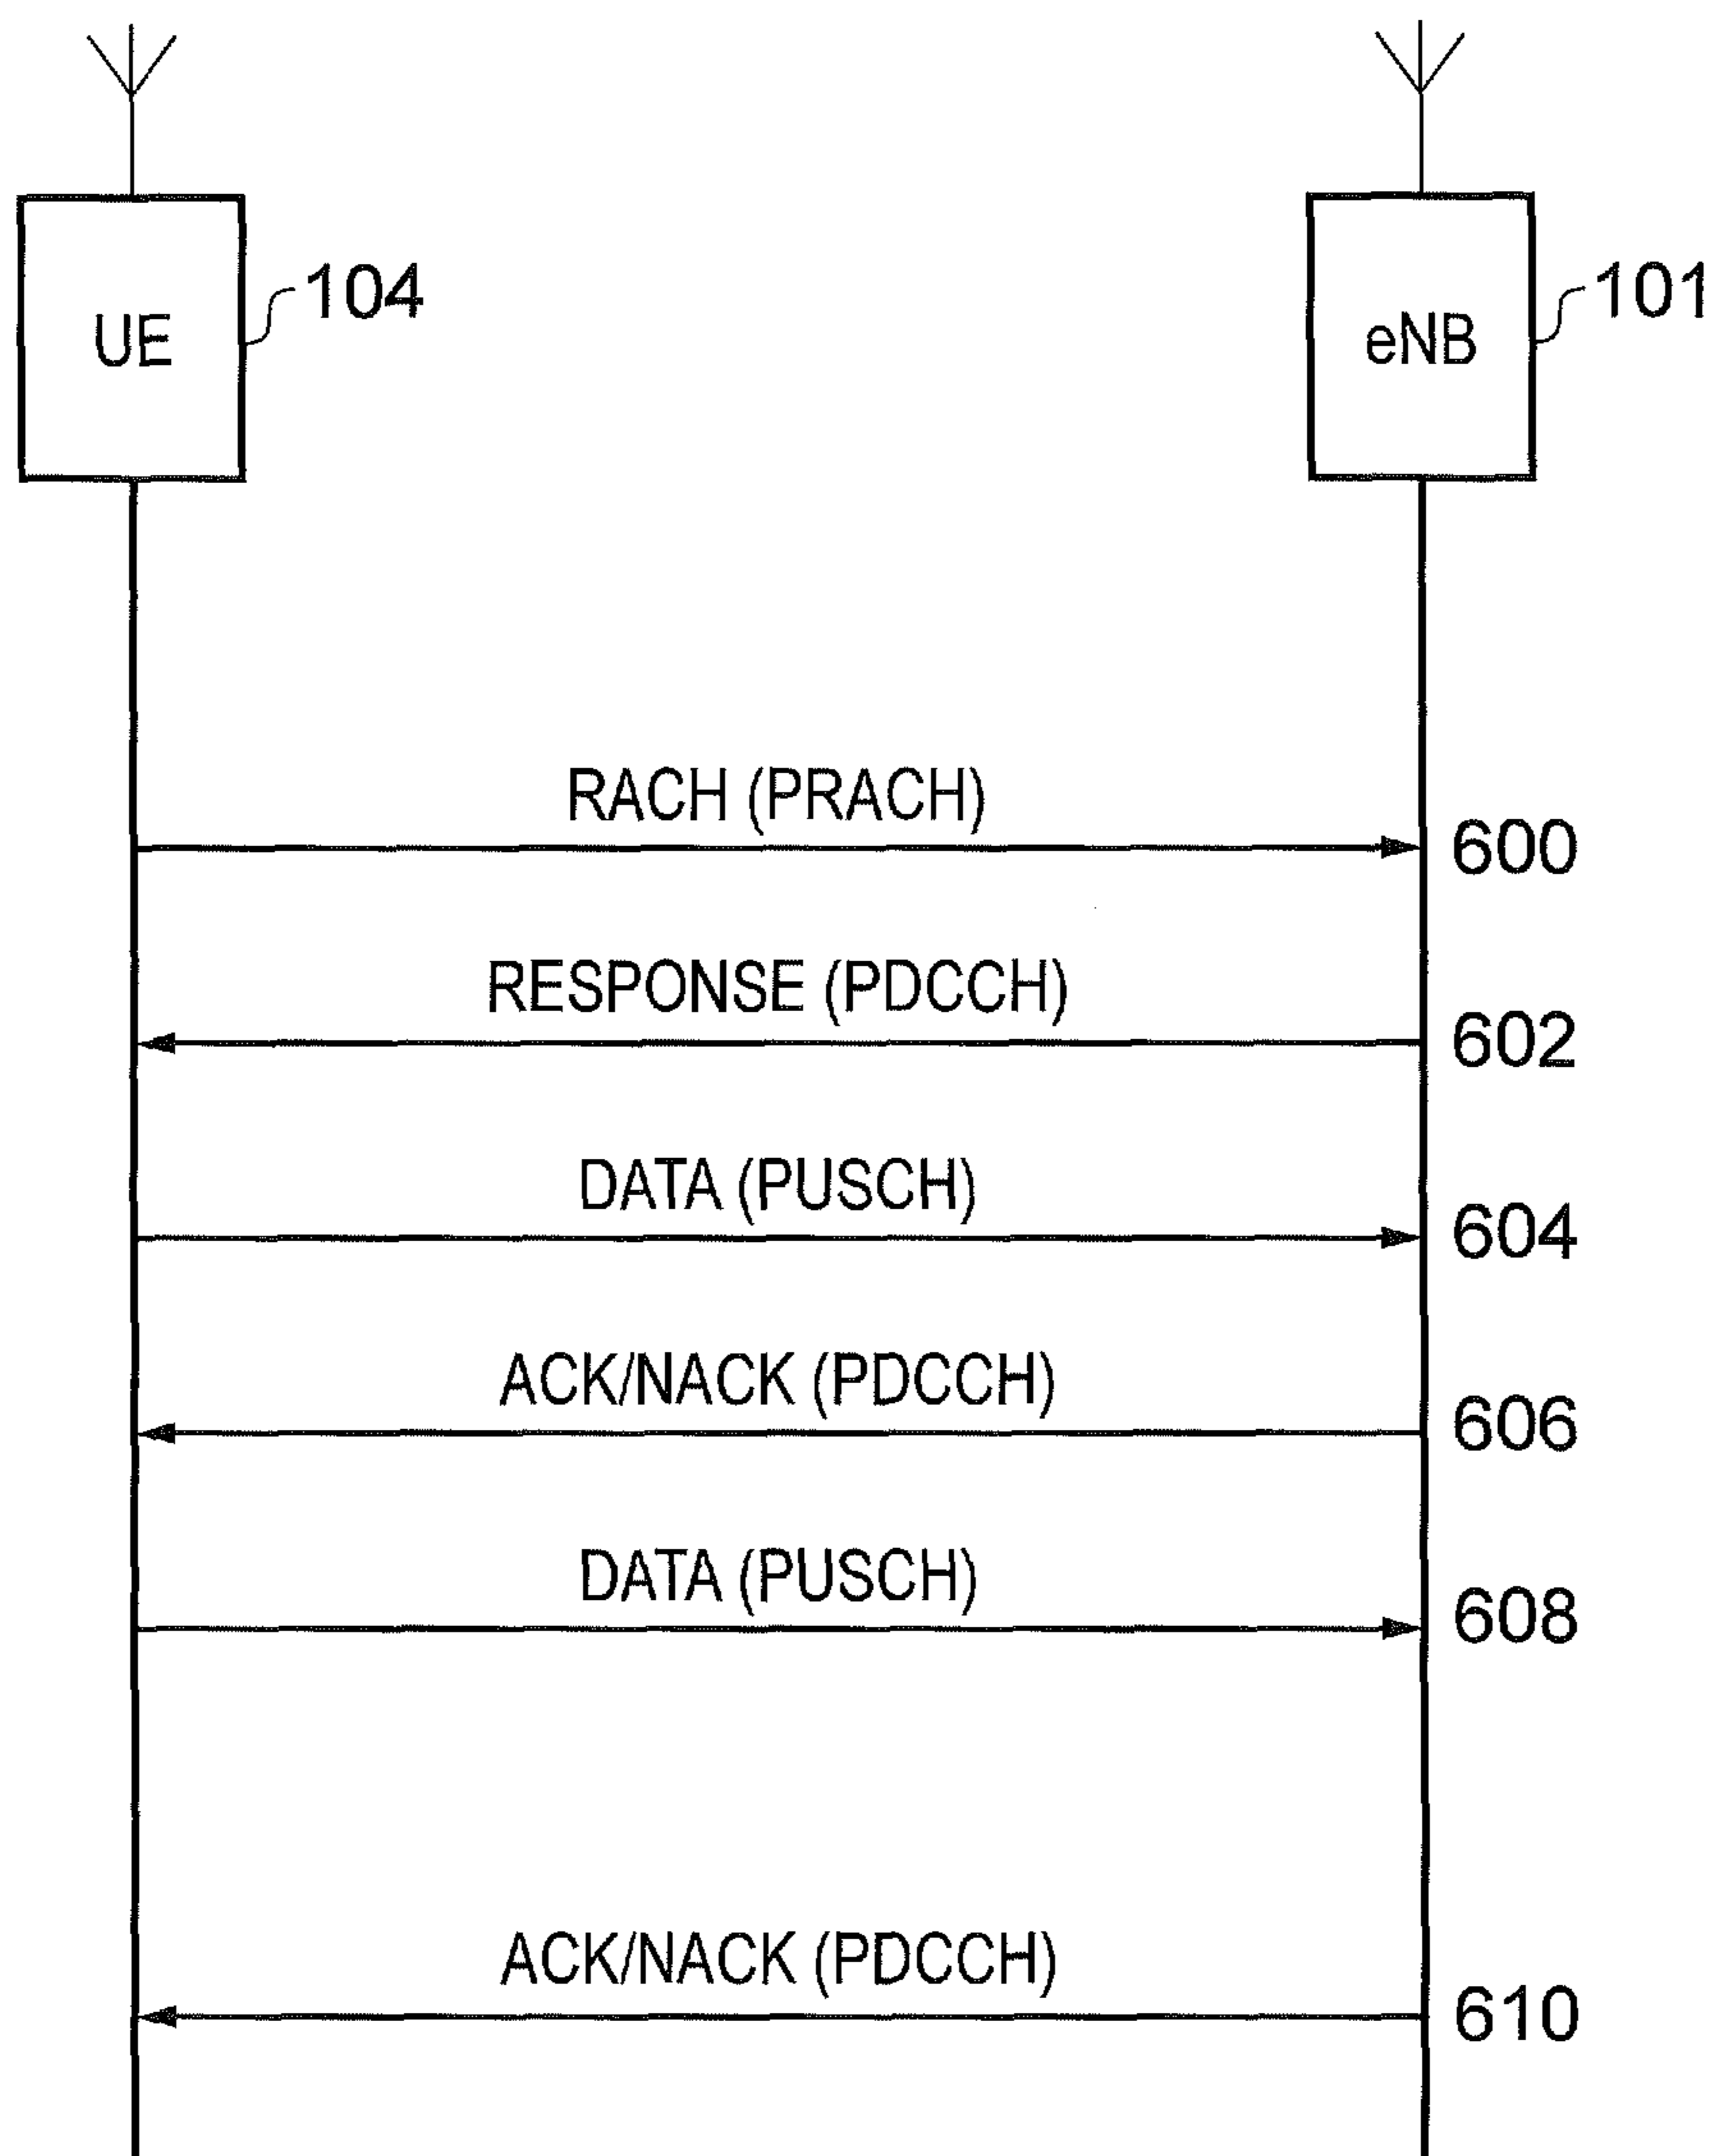 UE
104
eNB
101
RACH (PRACH)
600
RESPONSE (PDCCH)
602
DATA (PUSCH)
604
ACK/NACK (PDCCH)
606
DATA (PUSCH)
608
ACK/NACK (PDCCH)
610